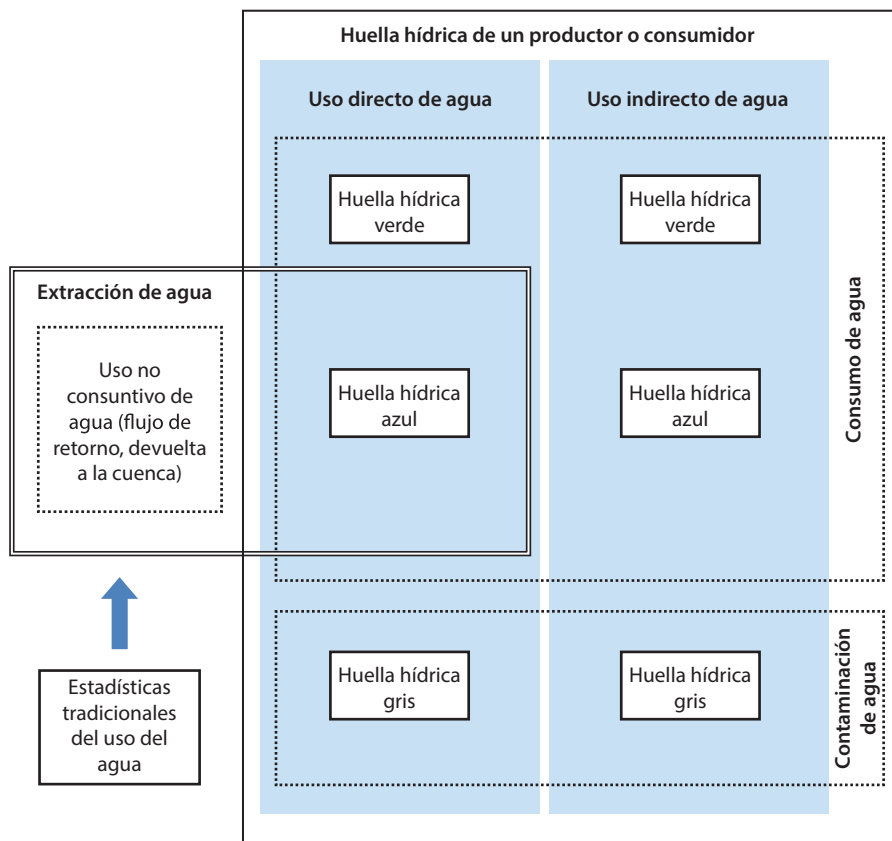 Huella hídrica de un productor o consumidor
Uso directo de agua
Uso indirecto de agua
Huella hídrica
verde
Huella hídrica
verde
Extracción de agua
Uso no
consuntivo de
agua (flujo de
retorno, devuelta
a la cuenca)
Huella hídrica
azul
Huella hídrica
azul
Consumo de agua
Estadísticas
tradicionales
del uso del
agua
Huella hídrica
gris
Huella hídrica
gris
Contaminación
de agua